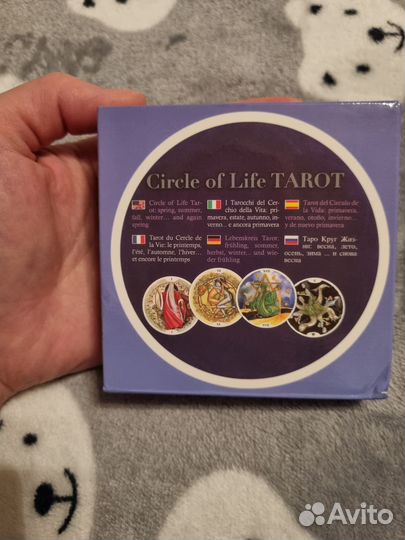 Circle of Life TAROT
Circle of Life Ta-
rot: spring, summer,
fall, winter... and again
spring
I Tarocchi del Cer-
chio della Vita: pri-
mavera, estate, autunno, in-
verno... e ancora primavera
Tarot del Circulo de
la Vida: primavera,
verano, otoño, invierno...
y de nuevo primavera
Tarot du Cercle de
la Vie: le printemps,
l'été, l'automne, l'hiver...
et encore le printemps
Lebenskreis Tarot,
frühling, sommer,
herbst, winter... und wie-
der frühling
Таро Круг Жиз-
ни: весна, лето,
осень, зима ... и снова
весна
Avito